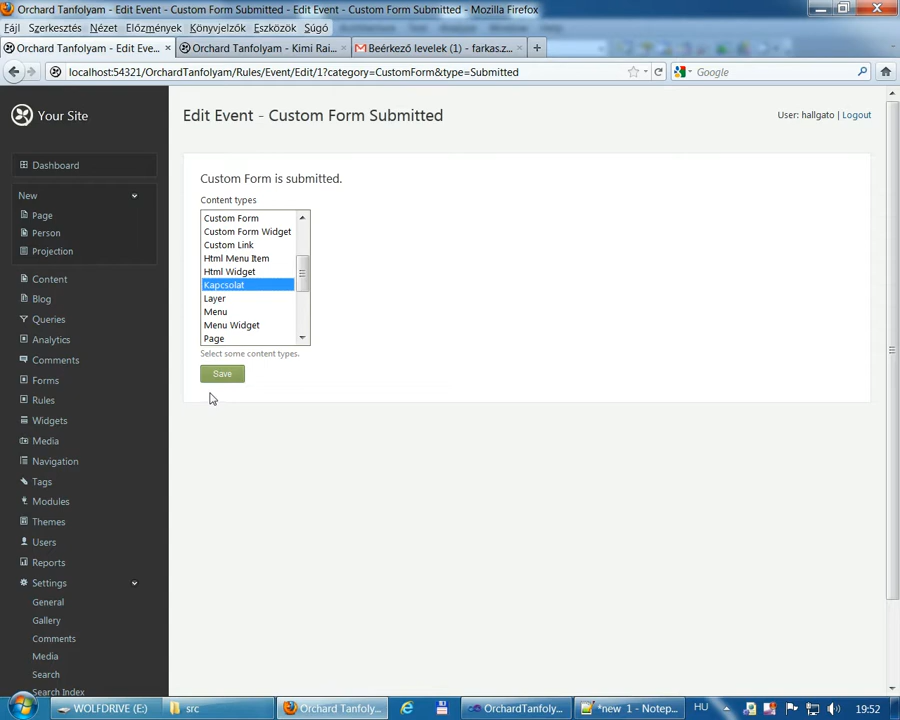 Orchard Tanfolyam - Edit Event - Custom Form Submitted - Edit Event - Custom Form Submitted - Mozilla Firefox
Fájl Szerkesztés Nézet Előzmények Könyvjelzők Eszközök Súgó
Orchard Tanfolyam - Edit Eve... × Orchard Tanfolyam - Kimi Rai... × Beérkező levelek (1) - farkas.z... × +
localhost:54321/OrchardTanfolyam/Rules/Event/Edit/1?category=CustomForm&type=Submitted Google
Your Site
Edit Event - Custom Form Submitted
User: hallgato | Logout
Dashboard
New
Page
Person
Projection
Content
Blog
Queries
Analytics
Comments
Forms
Rules
Widgets
Media
Navigation
Tags
Modules
Themes
Users
Reports
Settings
General
Gallery
Comments
Media
Search
Search Index
Custom Form is submitted.
Content types
Custom Form
Custom Form Widget
Custom Link
Html Menu Item
Html Widget
Kapcsolat
Layer
Menu
Menu Widget
Page
Select some content types.
Save
WOLFDRIVE (E:) src Orchard Tanfolyam... OrchardTanfolyam... *new 1 - Notep... HU 19:52